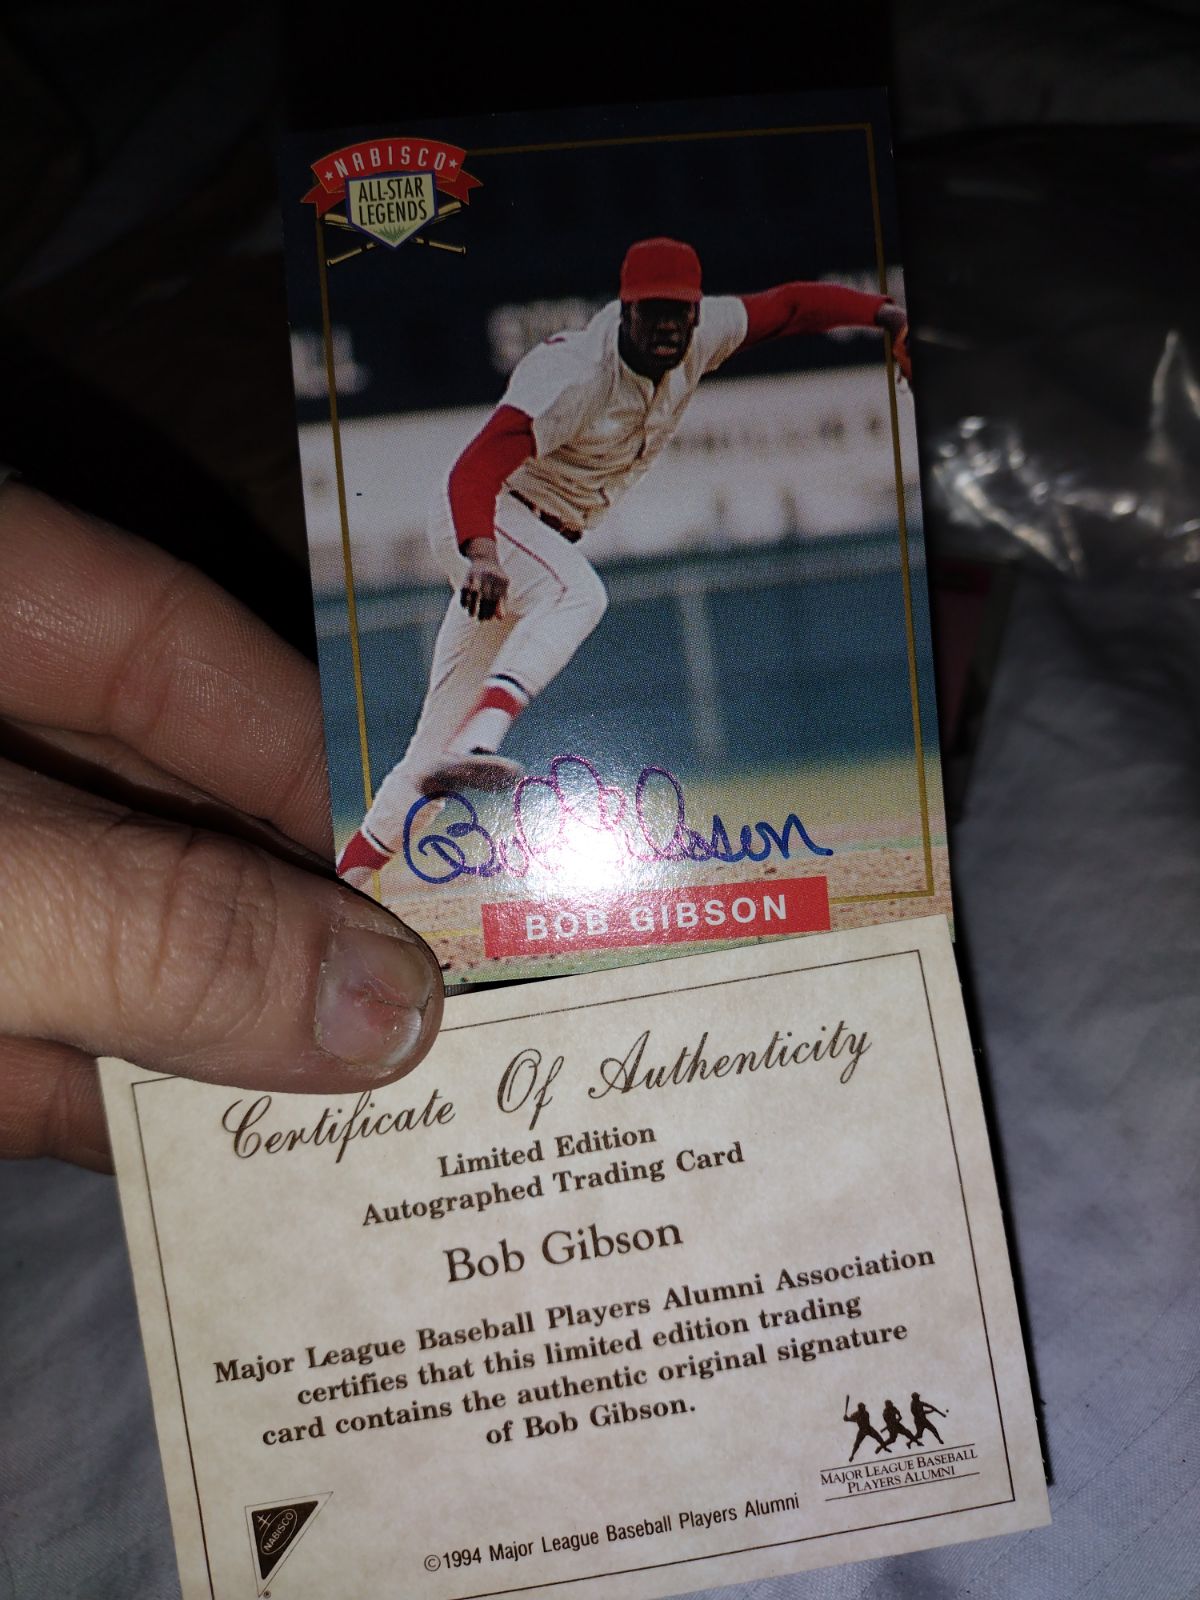 NABISCO
ALL-STAR
LEGENDS
Bob Gibson
BOB GIBSON
Certificate Of Authenticity
Limited Edition
Autographed Trading Card
Bob Gibson
Major League Baseball Players Alumni Association
certifies that this limited edition trading
card contains the authentic original signature
of Bob Gibson.
MAJOR LEAGUE BASEBALL
PLAYERS ALUMNI
NABISCO
®
©1994 Major League Baseball Players Alumni